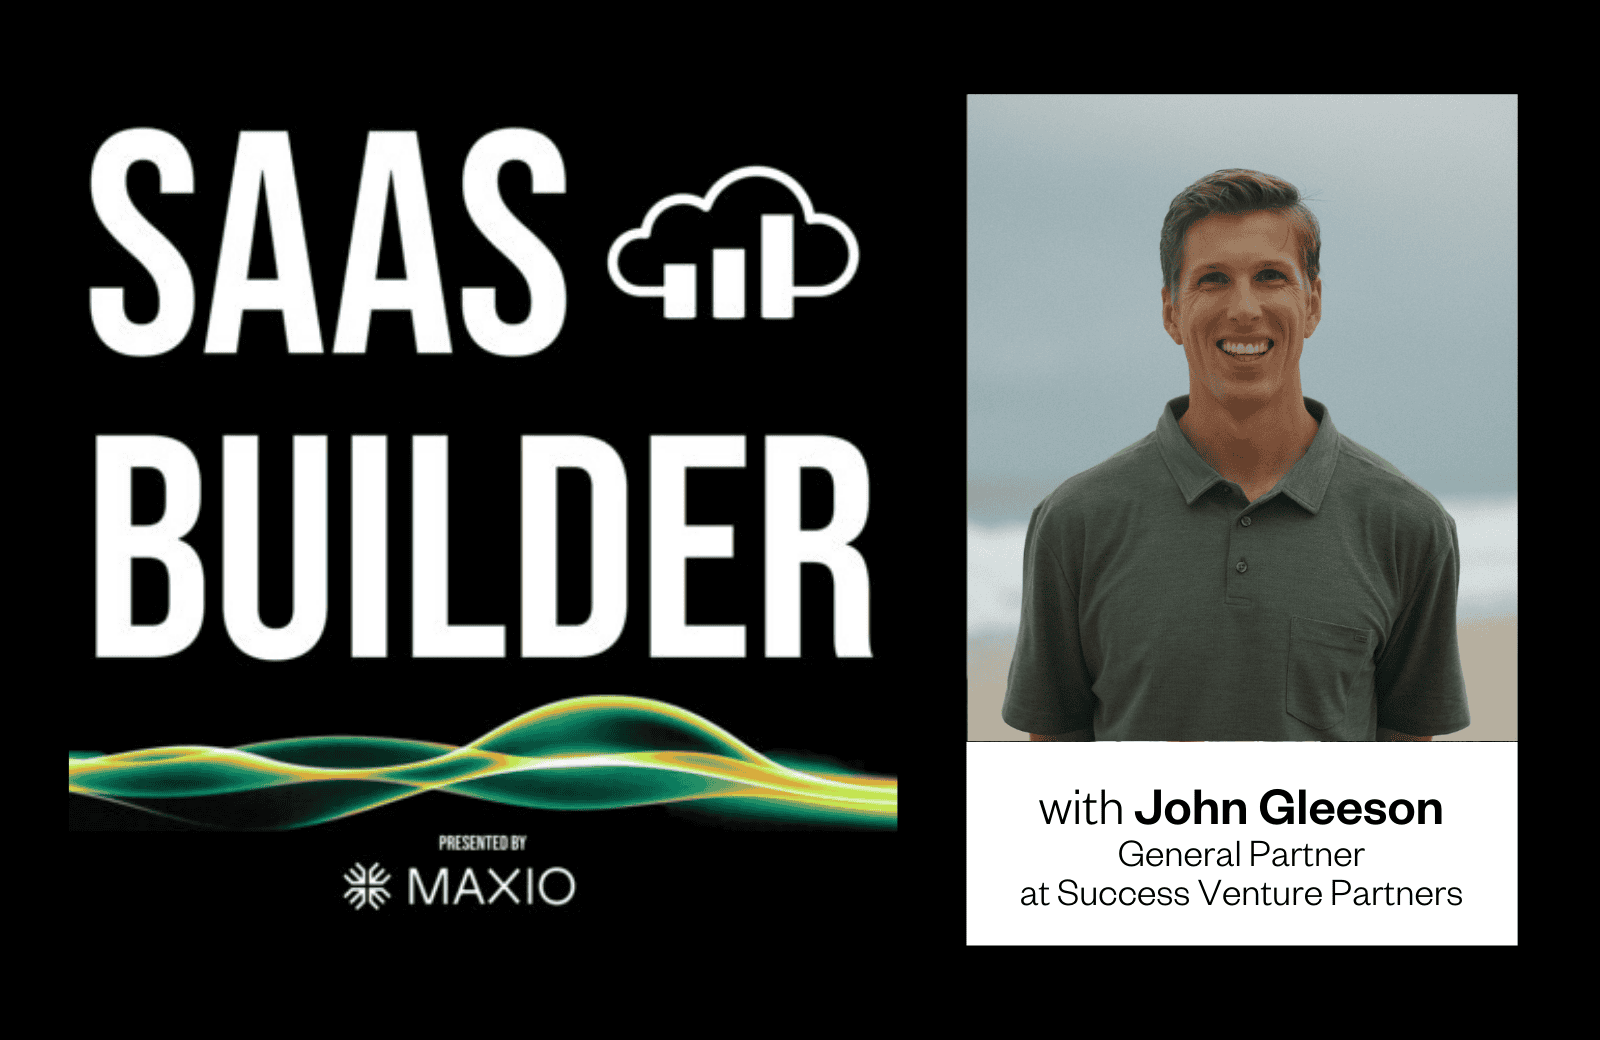 SAAS
BUILDER
PRESENTED BY
MAXIO
with John Gleeson
General Partner
at Success Venture Partners